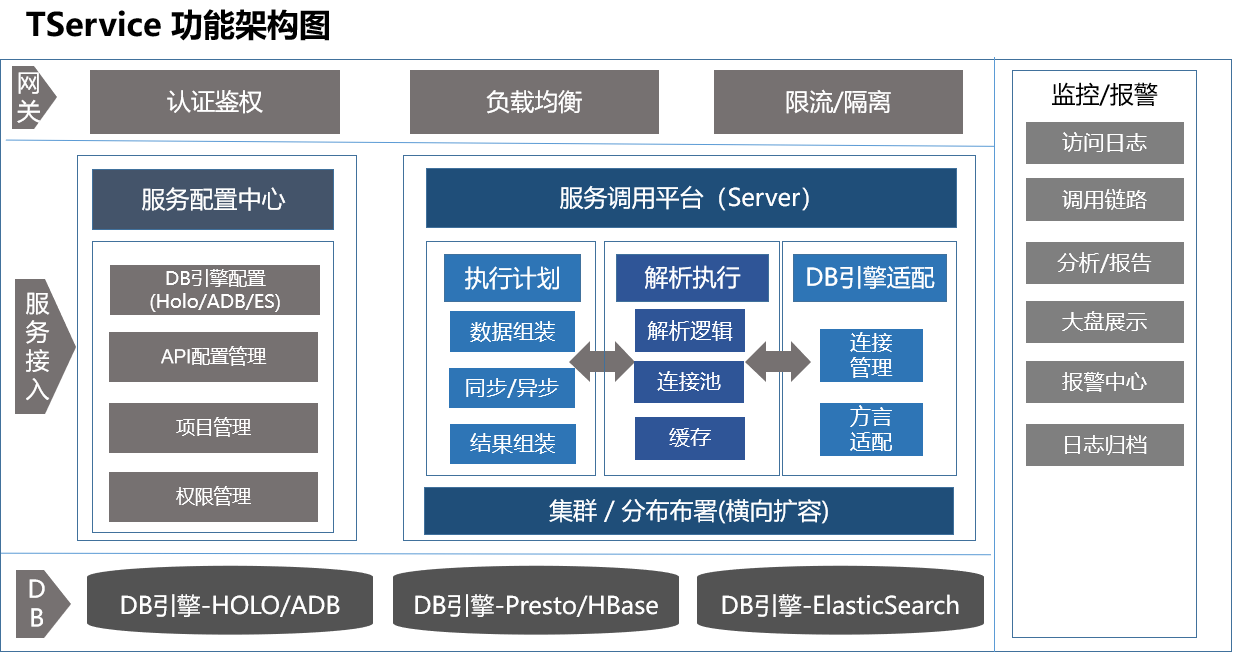 TService 功能架构图
网
关
认证鉴权
负载均衡
限流/隔离
服
务
接
入
服务配置中心
DB引擎配置
(Holo/ADB/ES)
API配置管理
项目管理
权限管理
服务调用平台（Server）
执行计划
数据组装
同步/异步
结果组装
解析执行
解析逻辑
连接池
缓存
DB引擎适配
连接
管理
方言
适配
集群 / 分布布署(横向扩容)
D
B
DB引擎-HOLO/ADB
DB引擎-Presto/HBase
DB引擎-ElasticSearch
监控/报警
访问日志
调用链路
分析/报告
大盘展示
报警中心
日志归档